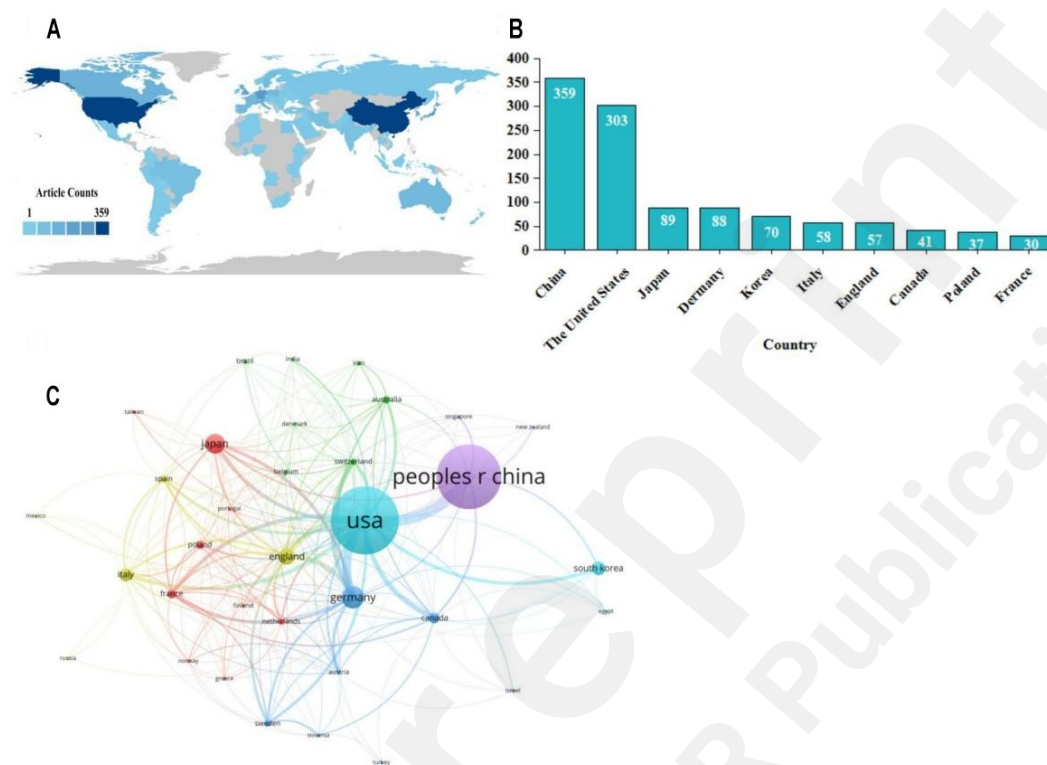 A
Article Counts
1 359
B
400
350
300
250
200
150
100
50
0
359
303
89
88
70
58
57
41
37
30
China
The United States
Japan
Dermany
Korea
Italy
England
Canada
Poland
France
Country
C
brazil
india
iran
taiwan
australia
denmark
singapore
new zealand
japan
switzerland
belgium
spain
peoples r china
portugal
mexico
usa
poland
england
italy
south korea
france
finland
germany
egypt
netherlands
canada
russia
norway
austria
greece
israel
sweden
slovenia
turkey
reprint
R Publicati